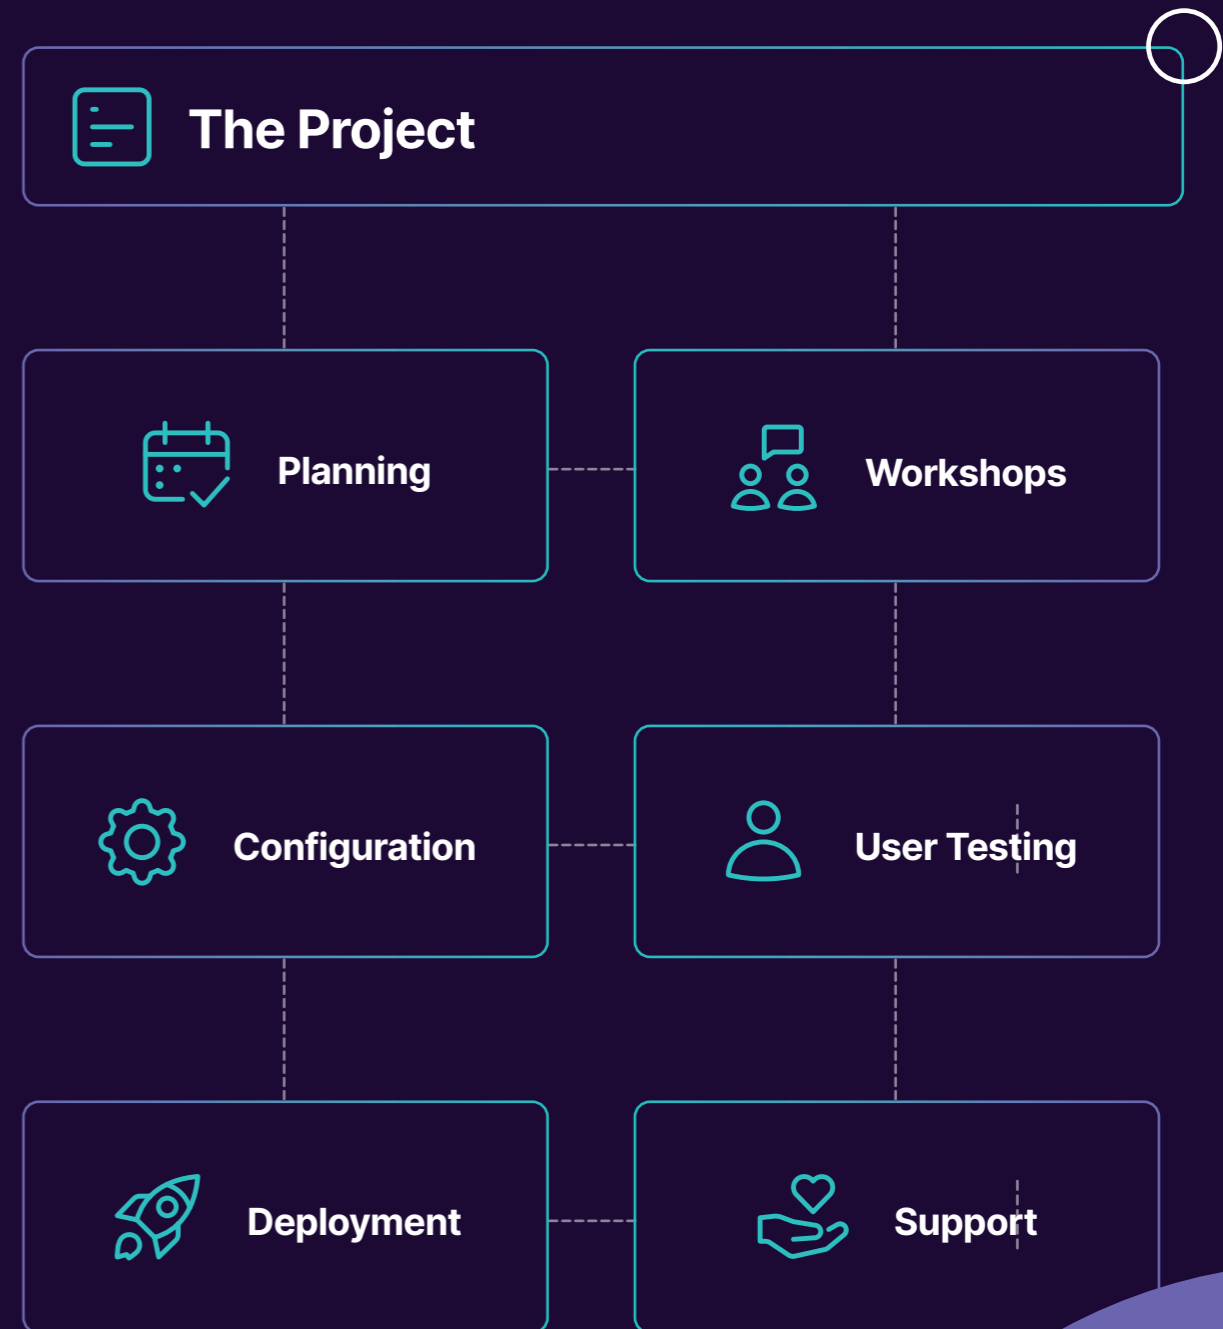 The Project
Planning
Workshops
Configuration
User Testing
Deployment
Support